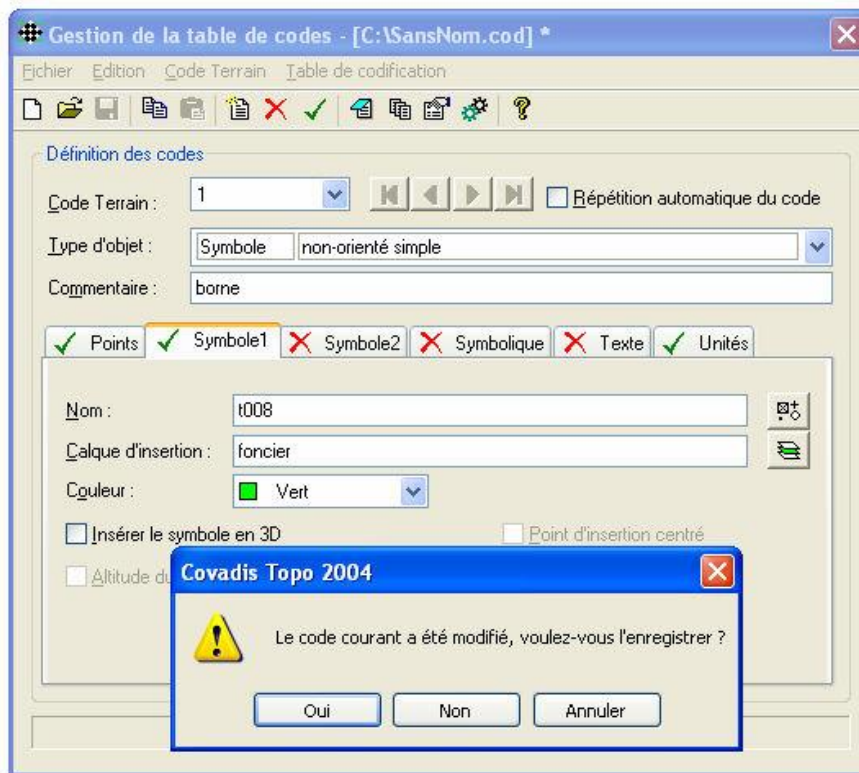 Gestion de la table de codes - [C:\SansNom.cod] *
Fichier Edition Code Terrain Table de codification
Définition des codes
Code Terrain : 1 Répétition automatique du code
Type d'objet : Symbole non-orienté simple
Commentaire : borne
Points Symbole1 Symbole2 Symbolique Texte Unités
Nom : t008
Calque d'insertion : foncier
Couleur : Vert
Insérer le symbole en 3D Point d'insertion centré
Altitude du
Covadis Topo 2004
Le code courant a été modifié, voulez-vous l'enregistrer ?
Oui Non Annuler